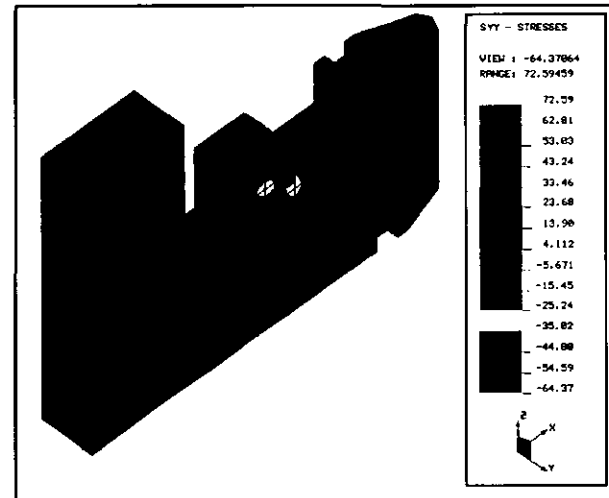 SYY - STRESSES
VIEW : -64.37064
RANGE: 72.59459
72.59
62.81
53.03
43.24
33.46
23.68
13.90
4.112
-5.671
-15.45
-25.24
-35.02
-44.80
-54.59
-64.37
Z
X
Y